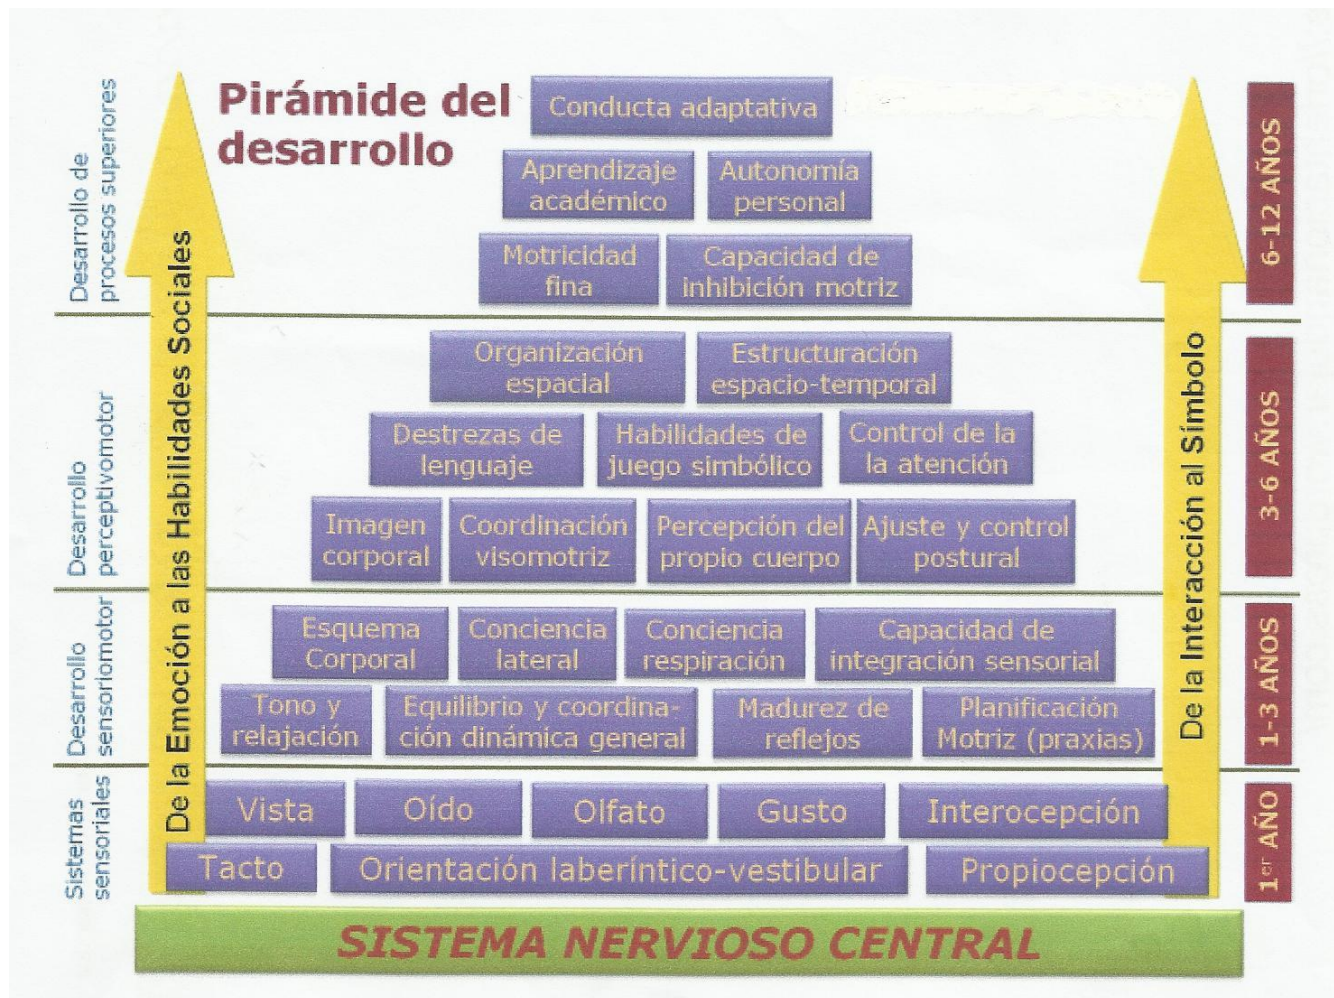 Pirámide del
desarrollo
Conducta adaptativa
Aprendizaje
académico
Autonomía
personal
Motricidad
fina
Capacidad de
inhibición motriz
Desarrollo de
procesos superiores
6-12 AÑOS
Organización
espacial
Estructuración
espacio-temporal
Destrezas de
lenguaje
Habilidades de
juego simbólico
Control de la
la atención
Imagen
corporal
Coordinación
visomotriz
Percepción del
propio cuerpo
Ajuste y control
postural
Desarrollo
perceptivomotor
3-6 AÑOS
Esquema
Corporal
Conciencia
lateral
Conciencia
respiración
Capacidad de
integración sensorial
Tono y
relajación
Equilibrio y coordina-
ción dinámica general
Madurez de
reflejos
Planificación
Motriz (praxias)
Desarrollo
sensoriomotor
1-3 AÑOS
Vista
Oído
Olfato
Gusto
Interocepción
Tacto
Orientación laberíntico-vestibular
Propiocepción
Sistemas
sensoriales
1er AÑO
De la Emoción a las Habilidades Sociales
De la Interacción al Símbolo
SISTEMA NERVIOSO CENTRAL